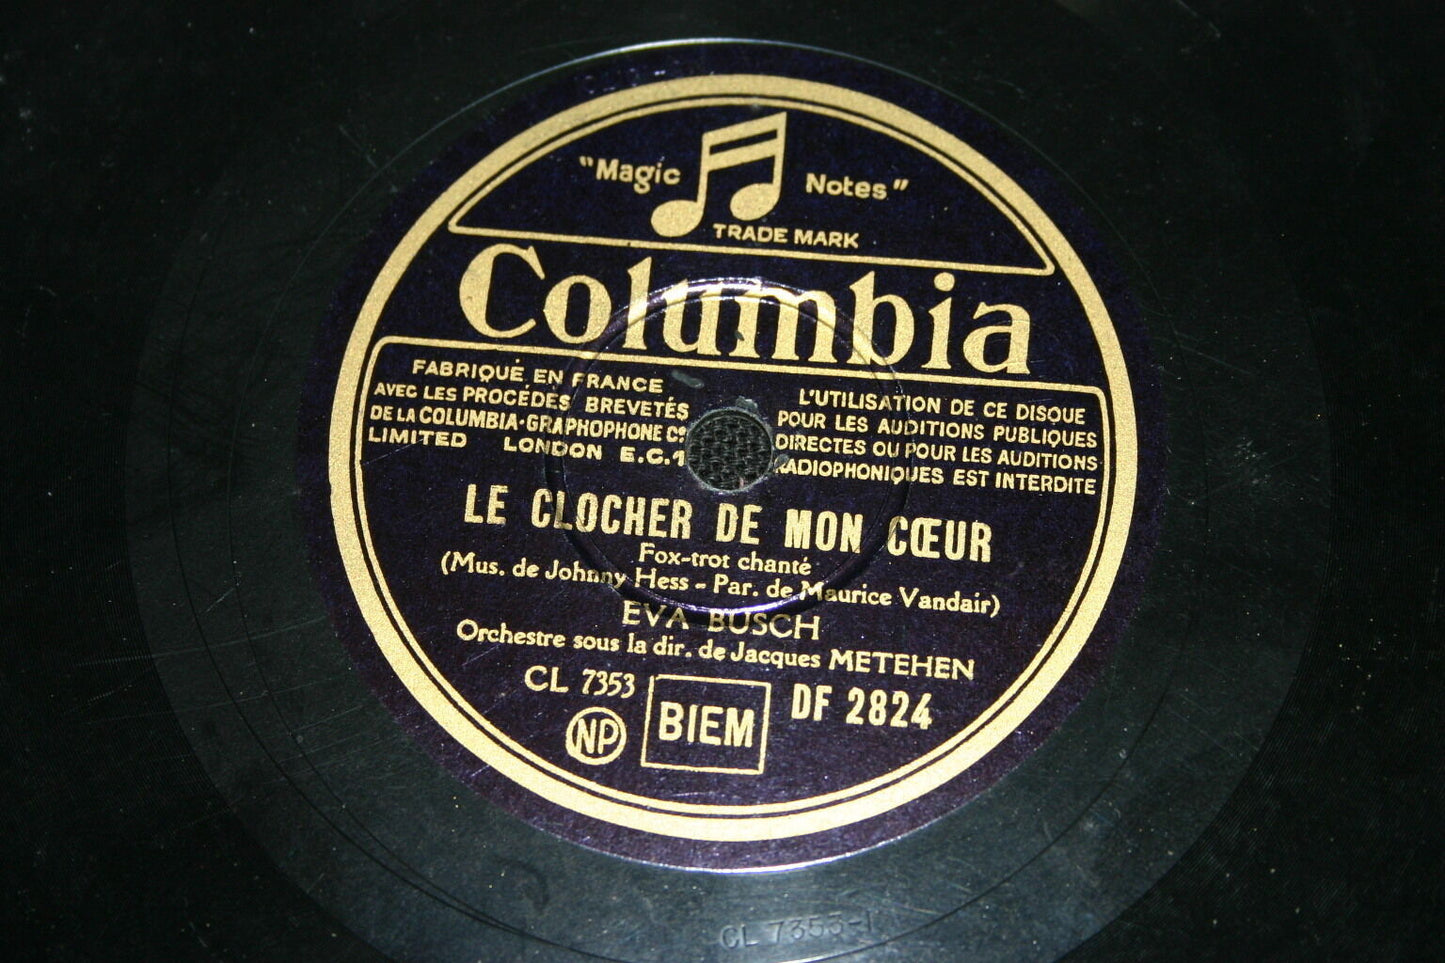 "Magic Notes"
TRADE MARK
Columbia
FABRIQUÉ EN FRANCE
AVEC LES PROCÉDÉS BREVETÉS
DE LA COLUMBIA-GRAPHOPHONE Cº
LIMITED LONDON E.C.1
L'UTILISATION DE CE DISQUE
POUR LES AUDITIONS PUBLIQUES
DIRECTES OU POUR LES AUDITIONS
RADIOPHONIQUES EST INTERDITE
LE CLOCHER DE MON CŒUR
Fox-trot chanté
(Mus. de Johnny Hess - Par. de Maurice Vandair)
EVA BUSCH
Orchestre sous la dir. de Jacques METEHEN
CL 7353
NP
BIEM
DF 2824
CL 7353-1